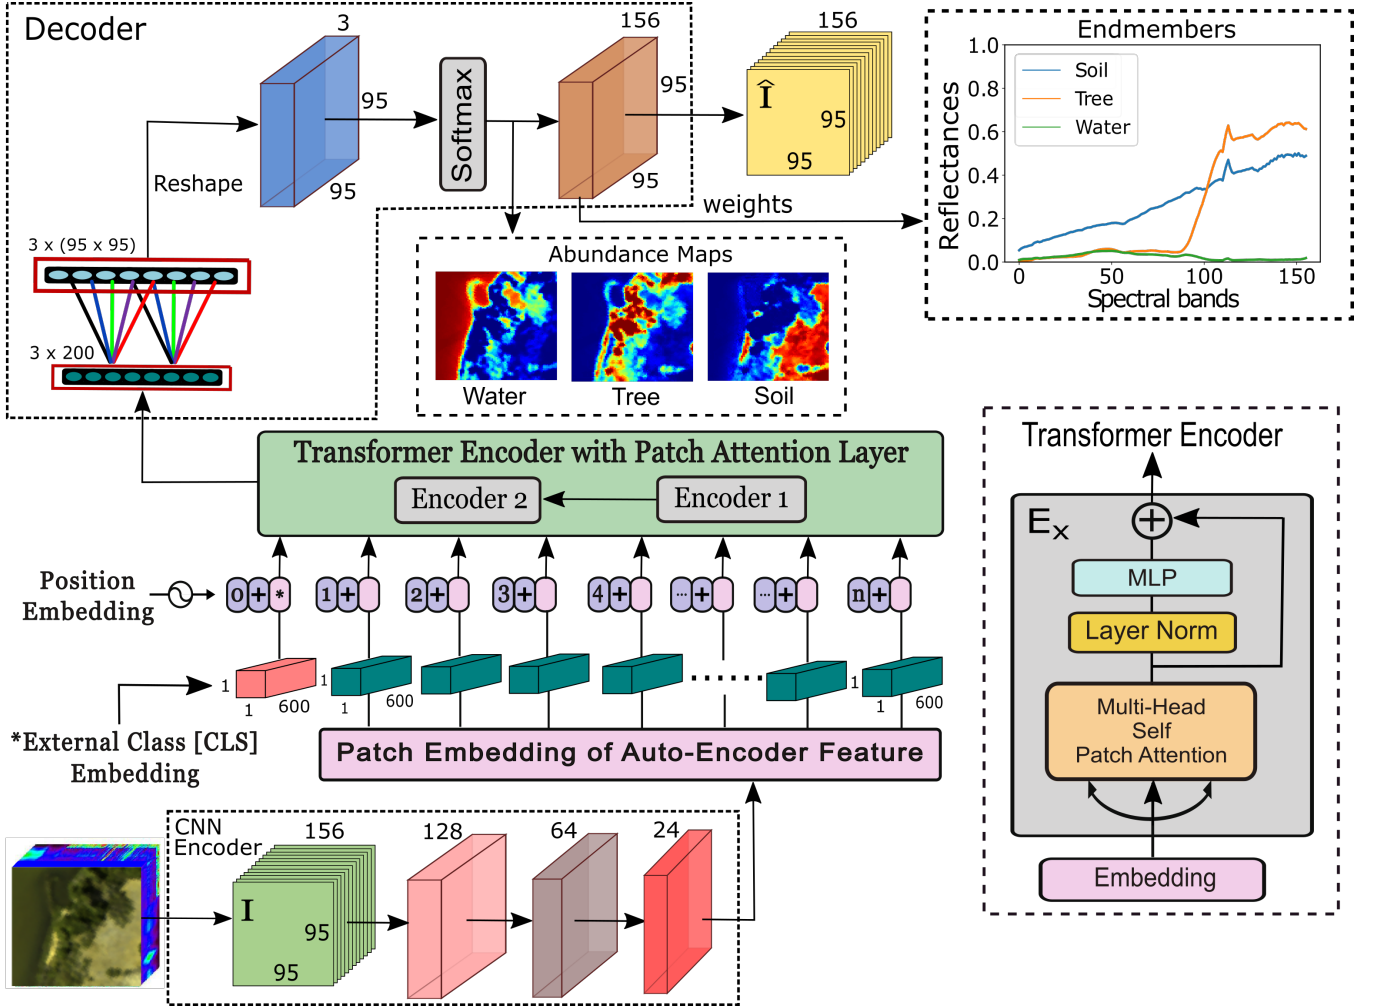 Decoder
3
95
95
Reshape
3 x (95 x 95)
3 x 200
Softmax
156
95
95
156
Î
95
95
weights
Endmembers
Reflectances
1.0
0.8
0.6
0.4
0.2
0.0
Soil
Tree
Water
0
50
100
150
Spectral bands
Abundance Maps
Water
Tree
Soil
Transformer Encoder with Patch Attention Layer
Encoder 2
Encoder 1
Position
Embedding
0 + *
1 +
2 +
3 +
4 +
... +
... +
n +
1
1
600
1
1
600
1
1
600
*External Class [CLS]
Embedding
Patch Embedding of Auto-Encoder Feature
CNN
Encoder
156
I
95
95
128
64
24
Transformer Encoder
Ex
+
MLP
Layer Norm
Multi-Head
Self
Patch Attention
Embedding